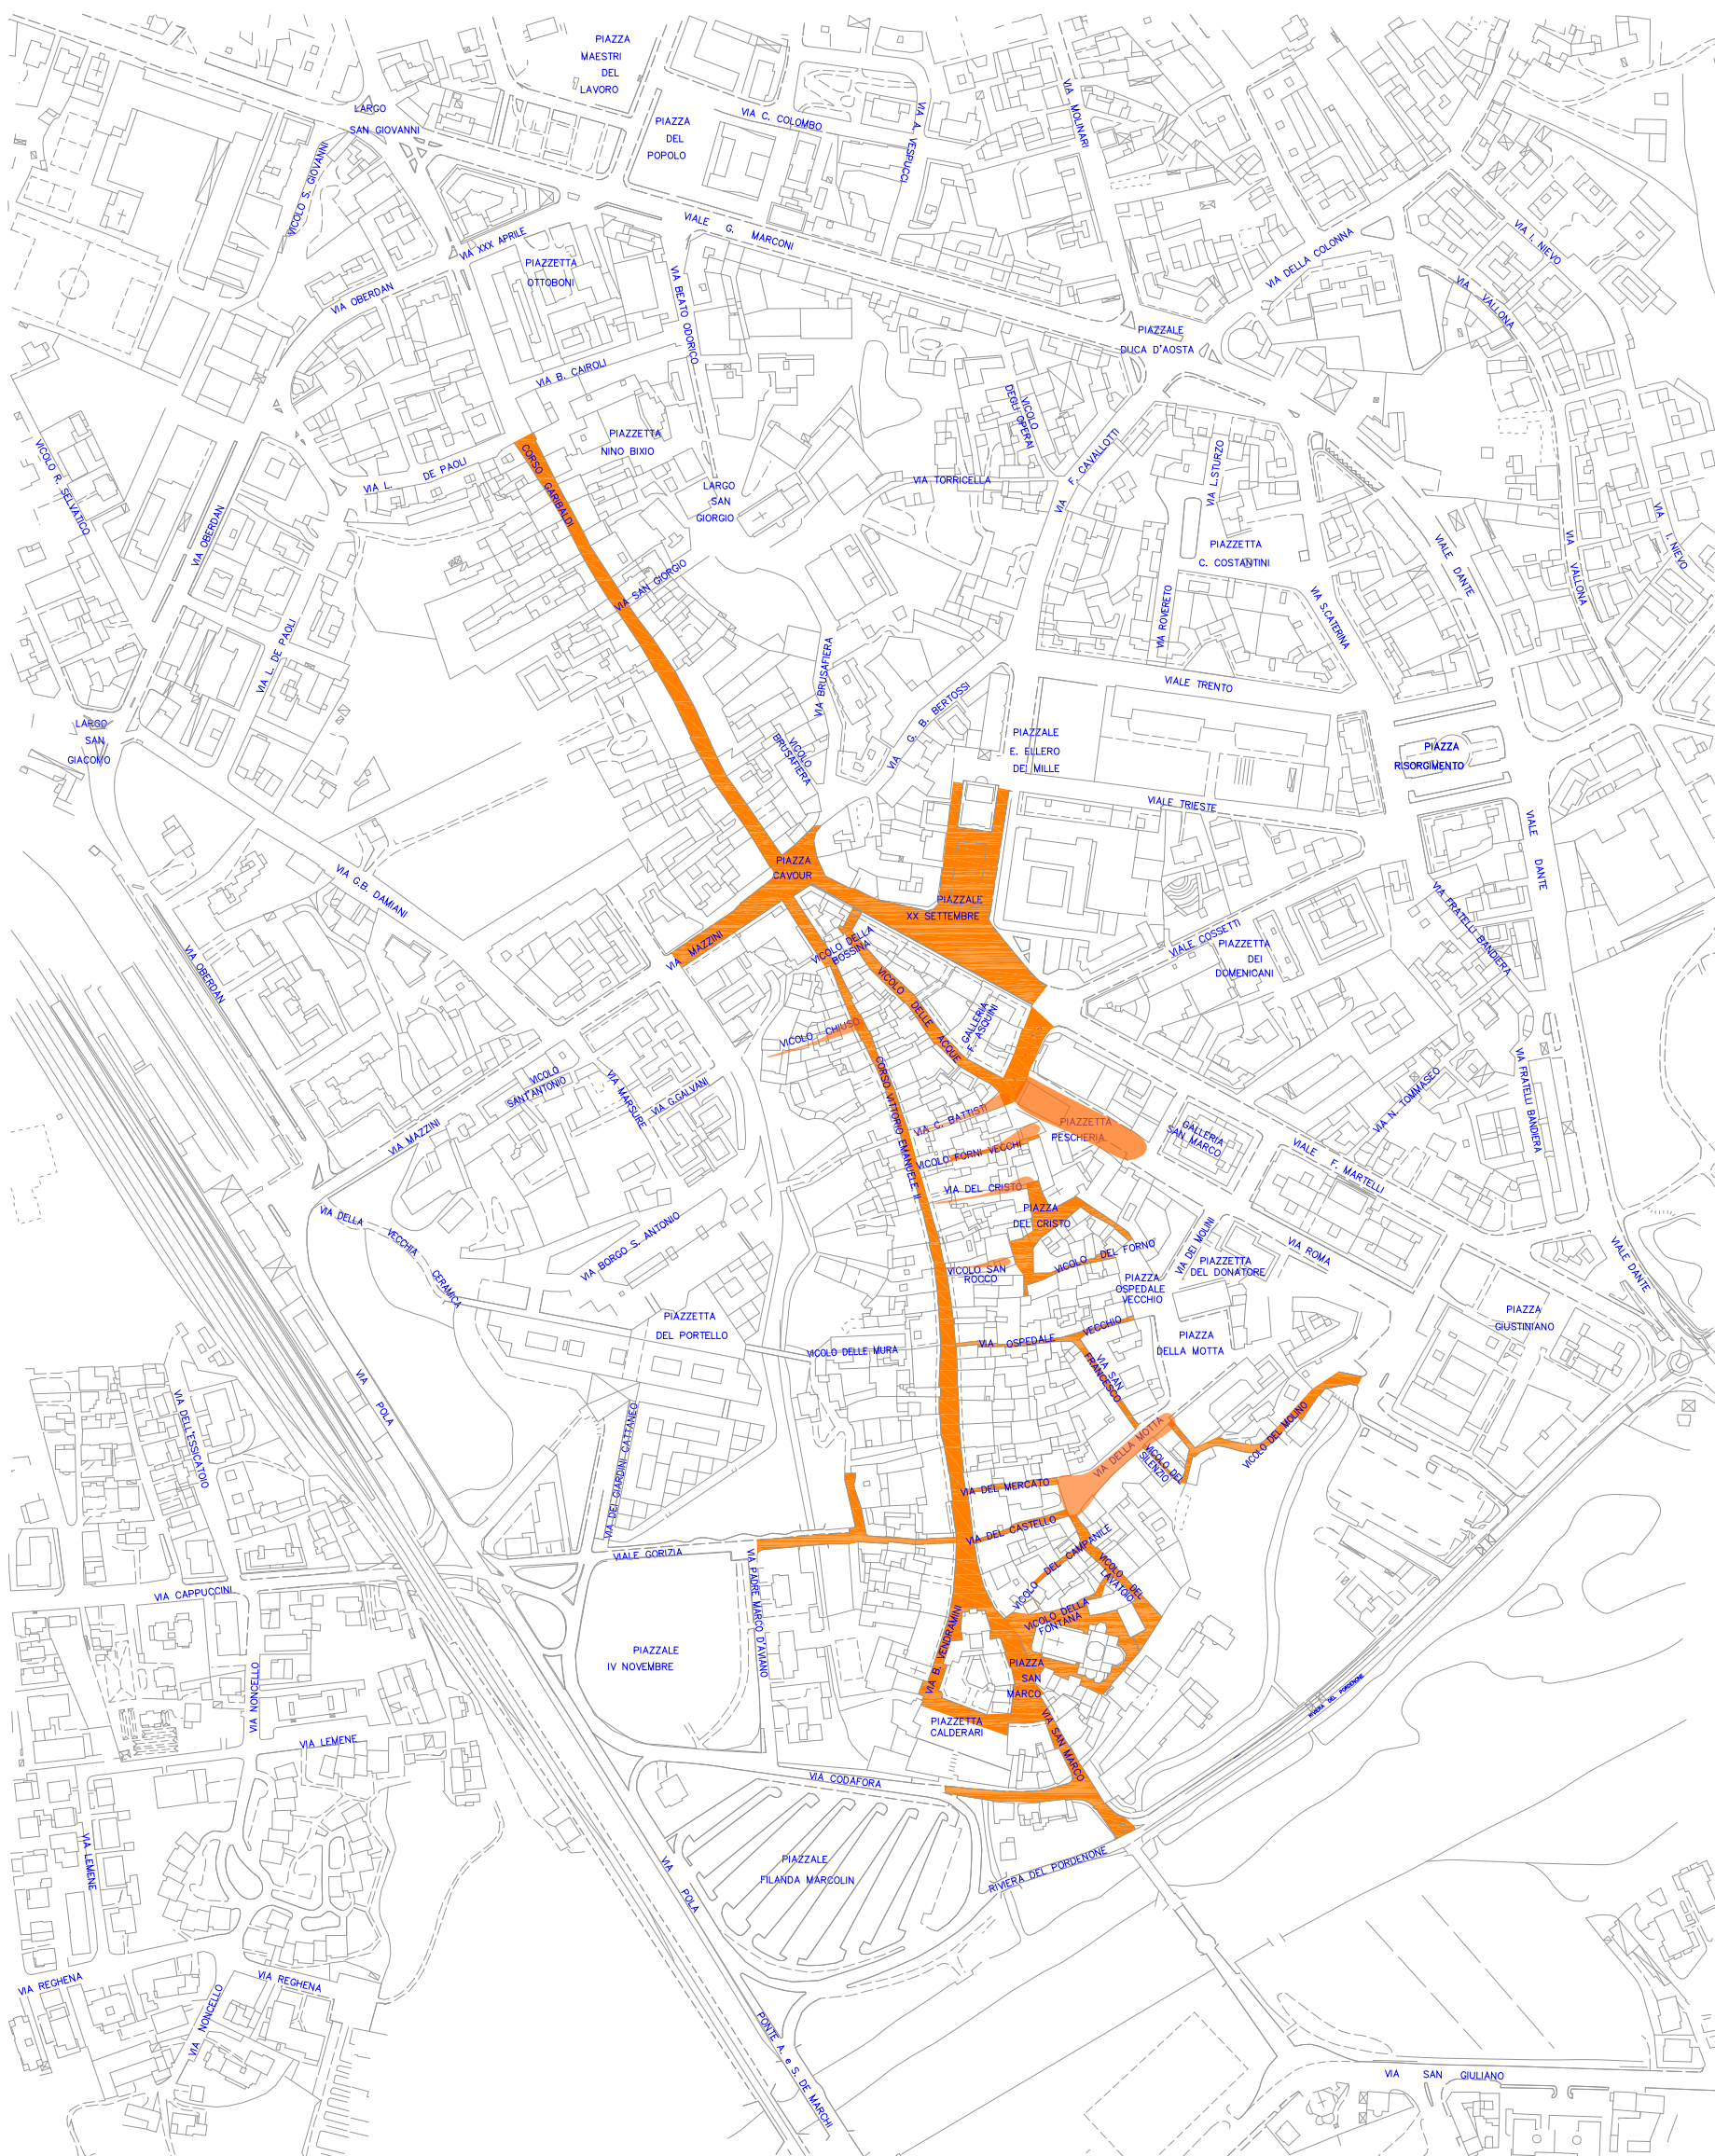 PIAZZA
MAESTRI
DEL
LAVORO
LARGO
SAN GIOVANNI
PIAZZA
DEL
POPOLO
VIA C. COLOMBO
VIA A. VESPUCCI
VIA MOLINARI
VICOLO S. GIOVANNI
VIA XXX APRILE
VIALE G. MARCONI
VIA DELLA COLONNA
VIA I. NIEVO
PIAZZETTA
OTTOBONI
VIA OBERDAN
VIA BEATO ODORICO
VIA VALLONA
PIAZZALE
DUCA D'AOSTA
VIA B. CAIROLI
VICOLO
DEGLI OPERAI
PIAZZETTA
NINO BIXIO
VIA F. CAVALLOTTI
VICOLO R. SELVATICO
VIA L. DE PAOLI
CORSO GARIBALDI
LARGO
SAN
GIORGIO
VIA TORRICELLA
VIA L.STURZO
VIA OBERDAN
PIAZZETTA
C. COSTANTINI
VIALE DANTE
VIA VALLONA
VIA I. NIEVO
VIA SAN GIORGIO
VIA ROVERETO
VIA S.CATERINA
VIA L. DE PAOLI
VIA BRUSAFIERA
VIALE TRENTO
LARGO
SAN
GIACOMO
VICOLO
BRUSAFIERA
VIA G. B. BERTOSSI
PIAZZALE
E. ELLERO
DEI MILLE
PIAZZA
RISORGIMENTO
VIALE TRIESTE
VIALE DANTE
PIAZZA
CAVOUR
VIA G.B. DAMIANI
PIAZZALE
XX SETTEMBRE
VIA FRATELLI BANDIERA
VIA OBERDAN
VIA MAZZINI
VICOLO DELLA
BOSSINA
VIALE COSSETTI
PIAZZETTA
DEI
DOMENICANI
VICOLO DELLE ACQUE
GALLERIA
F. ASQUINI
VICOLO CHIUSO
CORSO VITTORIO EMANUELE II
VICOLO
SANT'ANTONIO
VIA MARSURE
VIA G.GALVANI
VIA MAZZINI
VIA C. BATTISTI
PIAZZETTA
PESCHERIA
GALLERIA
SAN MARCO
VIA N. TOMMASEO
VIA FRATELLI BANDIERA
VICOLO FORNI VECCHI
VIALE F. MARTELLI
VIA DEL CRISTO
PIAZZA
DEL CRISTO
VIA DELLA VECCHIA CERAMICA
VIA BORGO S. ANTONIO
VICOLO SAN
ROCCO
VICOLO DEL FORNO
VIA DEI MOLINI
VIA ROMA
VIALE DANTE
PIAZZETTA
DEL DONATORE
PIAZZA
OSPEDALE
VECCHIO
PIAZZETTA
DEL PORTELLO
PIAZZA
GIUSTINIANO
VICOLO DELLE MURA
VIA OSPEDALE VECCHIO
PIAZZA
DELLA MOTTA
VIA SAN
FRANCESCO
VIA POLA
VIA DELL'ESSICATOIO
VIA DEI GIARDINI CATTANEO
VIA DELLA MOTTA
VICOLO DEL
SILENZIO
VICOLO DEL MOLINO
VIA DEL MERCATO
VIA DEL CASTELLO
VIALE GORIZIA
VICOLO DEL CAMPANILE
VICOLO DEL
LAVATOIO
VIA CAPPUCCINI
VIA PADRE MARCO D'AVIANO
VICOLO DELLA
FONTANA
VIA B. VENDRAMINI
PIAZZALE
IV NOVEMBRE
PIAZZA
SAN
MARCO
VIA NONCELLO
PIAZZETTA
CALDERARI
VIA SAN MARCO
RIVIERA DEL PORDENONE
VIA LEMENE
VIA CODAFORA
VIA LEMENE
PIAZZALE
FILANDA MARCOLIN
RIVIERA DEL PORDENONE
VIA POLA
VIA REGHENA
VIA REGHENA
VIA NONCELLO
PONTE A. e S. DE MARCHI
VIA SAN GIULIANO